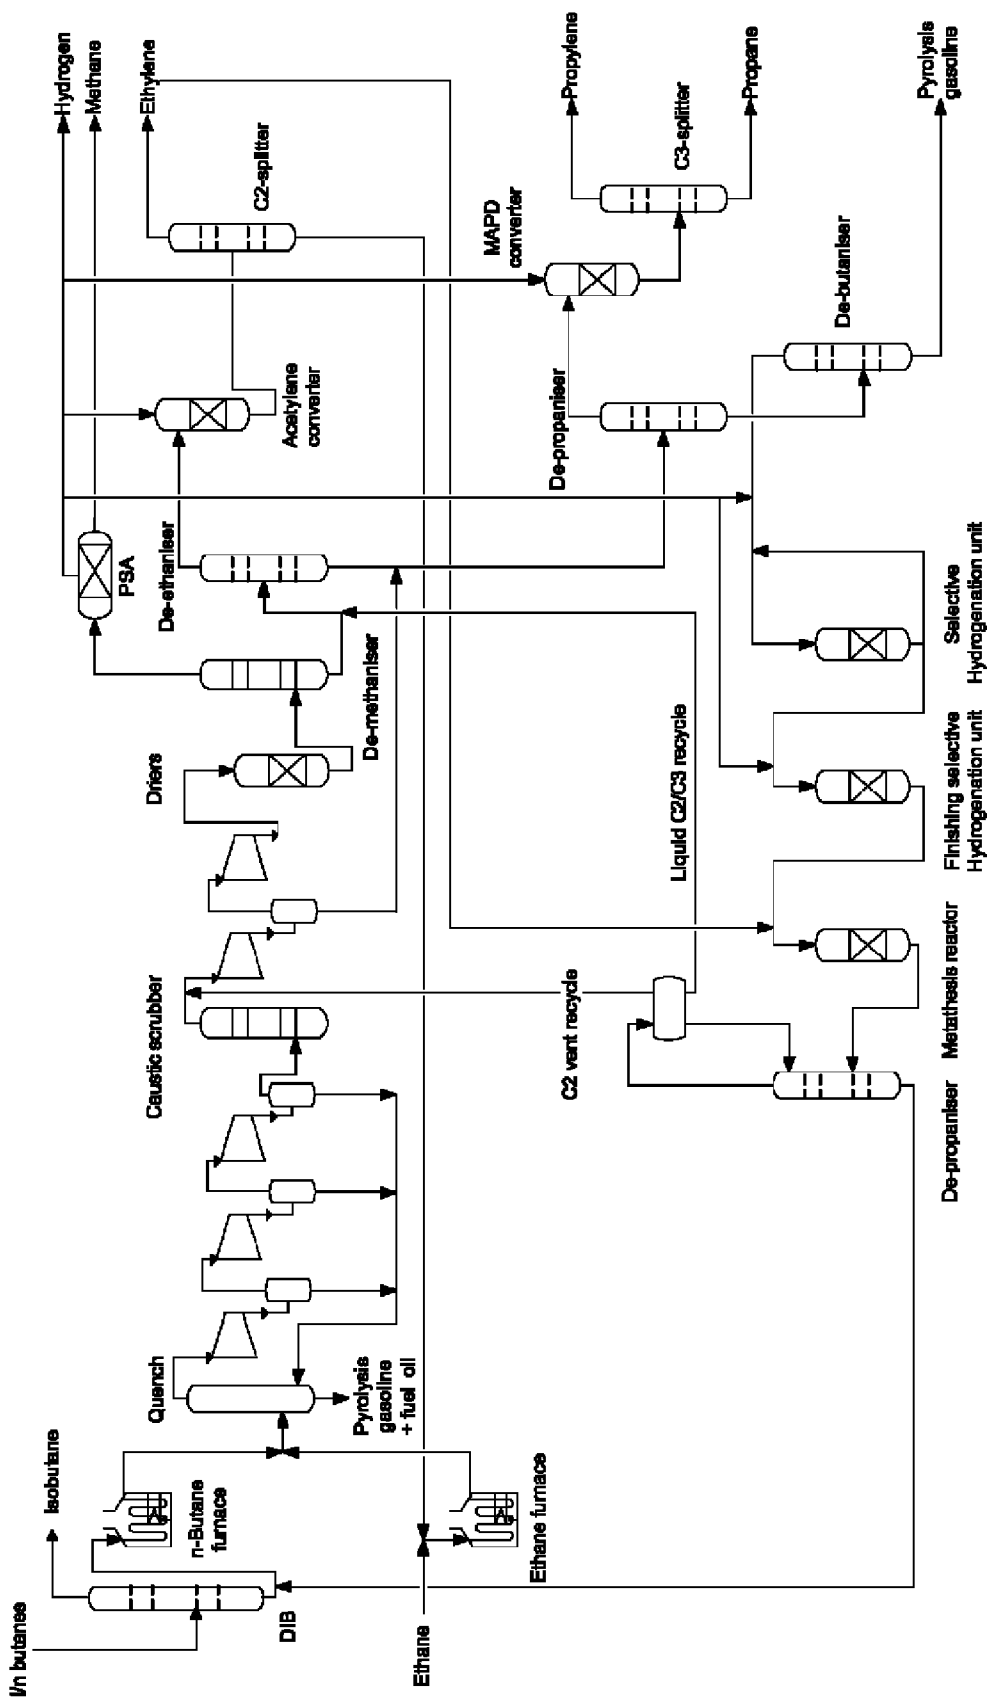 Hydrogen
Methane
Ethylene
C2-splitter
Acetylene
converter
PSA
De-ethaniser
De-methaniser
Driers
Caustic scrubber
Quench
Pyrolysis
gasoline
+ fuel oil
Isobutane
n-Butane
furnace
I/n butanes
DIB
Ethane
Ethane furnace
Propylene
Propane
C3-splitter
MAPD
converter
De-propaniser
De-butaniser
Pyrolysis
gasoline
Liquid C2/C3 recycle
C2 vent recycle
Selective
Hydrogenation unit
Finishing selective
Hydrogenation unit
Metathesis reactor
De-propaniser